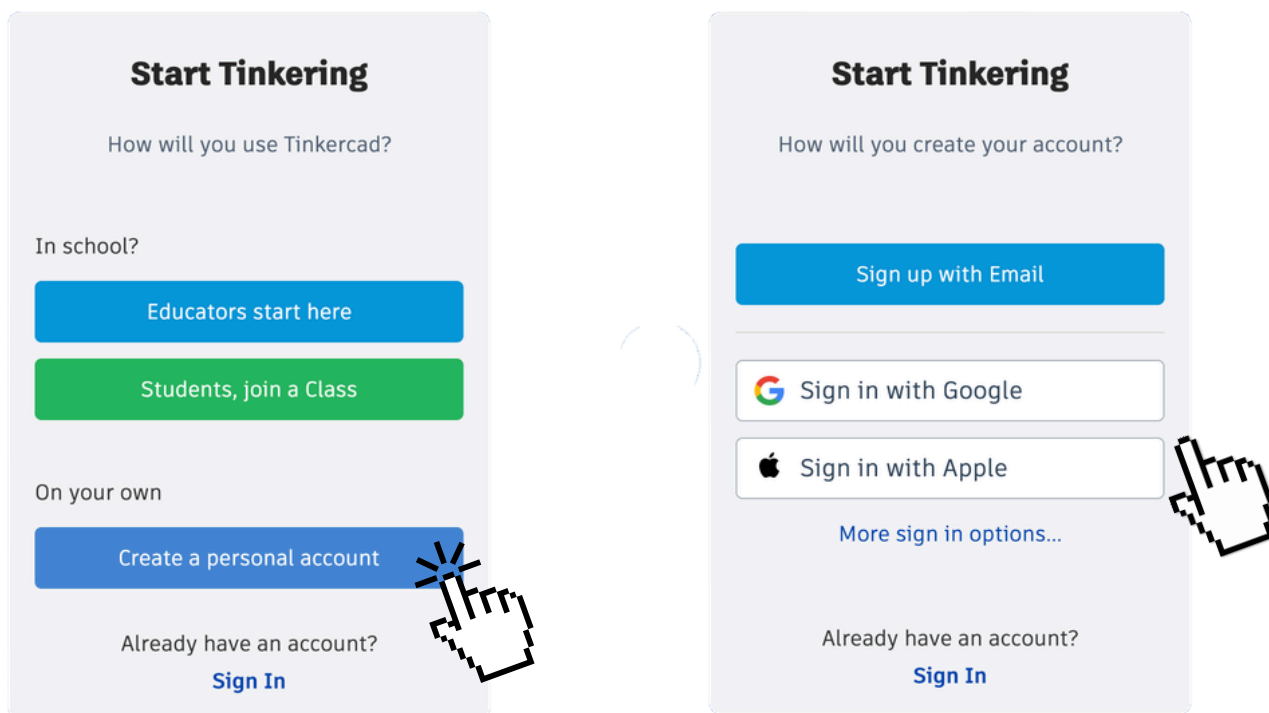 Start Tinkering
How will you use Tinkercad?
In school?
Educators start here
Students, join a Class
On your own
Create a personal account
Already have an account?
Sign In
Start Tinkering
How will you create your account?
Sign up with Email
Sign in with Google
Sign in with Apple
More sign in options...
Already have an account?
Sign In